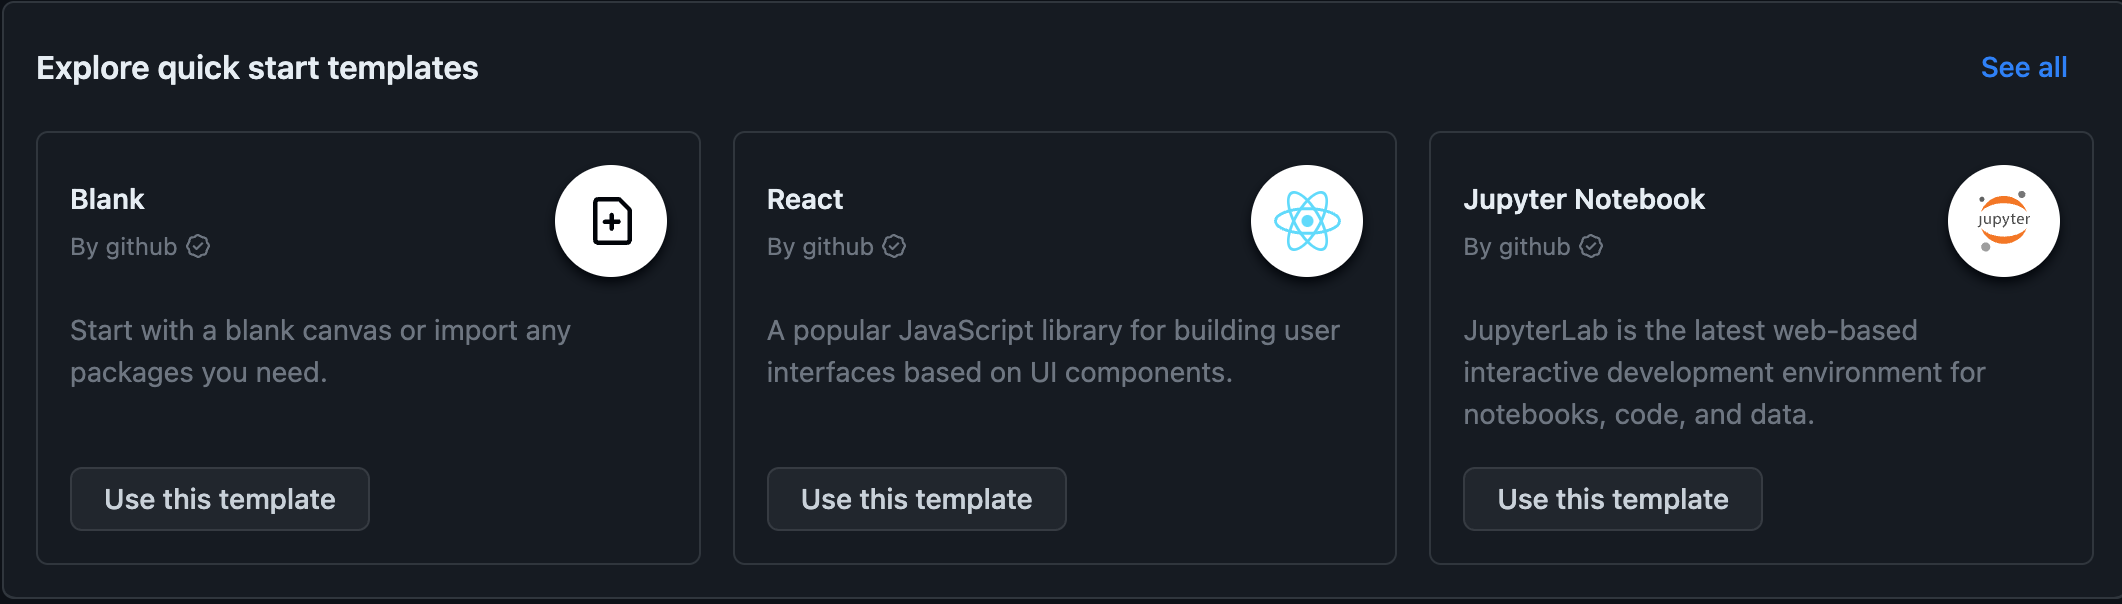 Explore quick start templates
See all
Blank
By github
Start with a blank canvas or import any
packages you need.
Use this template
React
By github
A popular JavaScript library for building user
interfaces based on UI components.
Use this template
Jupyter Notebook
By github
jupyter
JupyterLab is the latest web-based
interactive development environment for
notebooks, code, and data.
Use this template